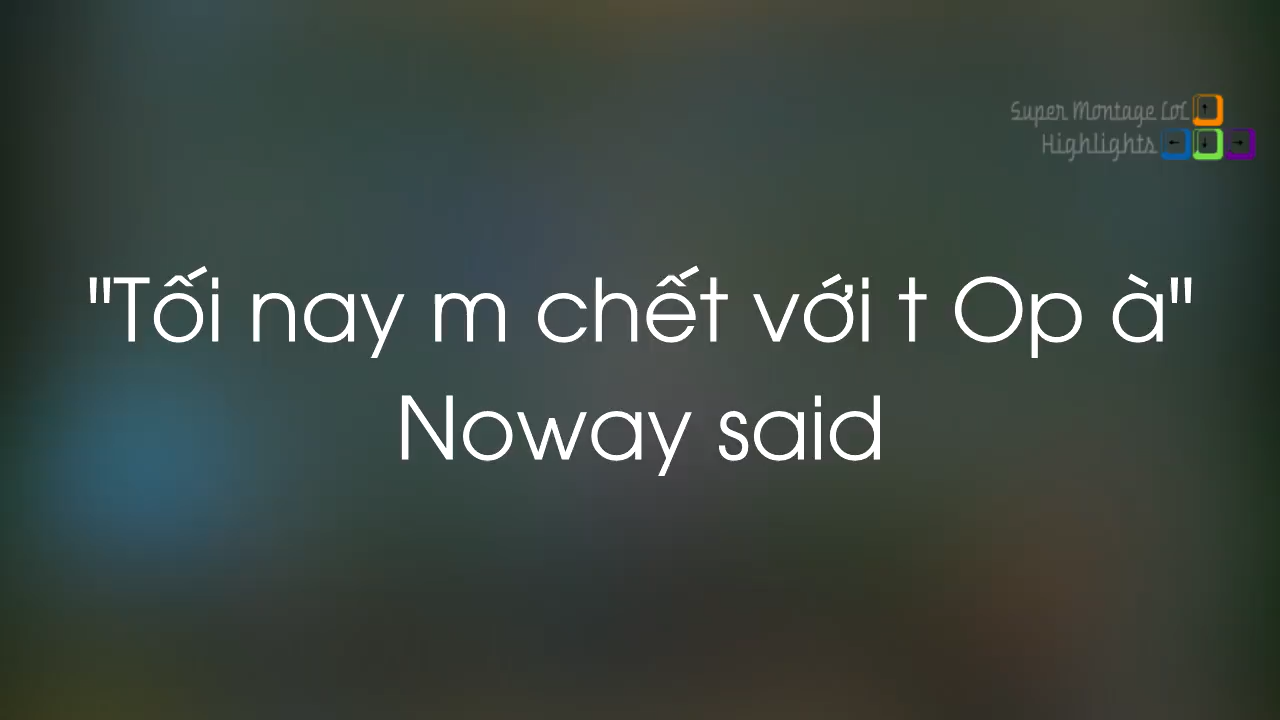 Super Montage LoL
Highlights
"Tối nay m chết với t Op à"
Noway said